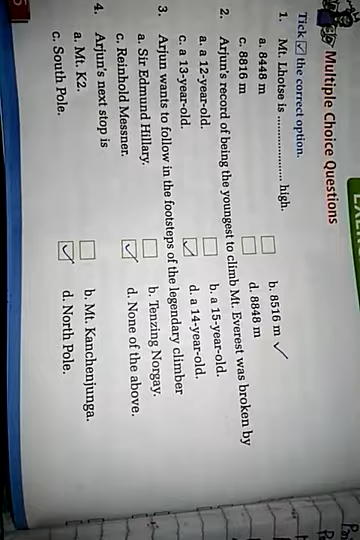 Multiple Choice Questions
Tick ☑ the correct option.
1. Mt. Lhotse is .................... high.
a. 8448 m b. 8516 m ✓
c. 8816 m d. 8848 m
2. Arjun's record of being the youngest to climb Mt. Everest was broken by
a. a 12-year-old. b. a 15-year-old.
c. a 13-year-old. d. a 14-year-old.
3. Arjun wants to follow in the footsteps of the legendary climber
a. Sir Edmund Hillary. b. Tenzing Norgay.
c. Reinhold Messner. d. None of the above.
4. Arjun's next stop is
a. Mt. K2. b. Mt. Kanchenjunga.
c. South Pole. d. North Pole.